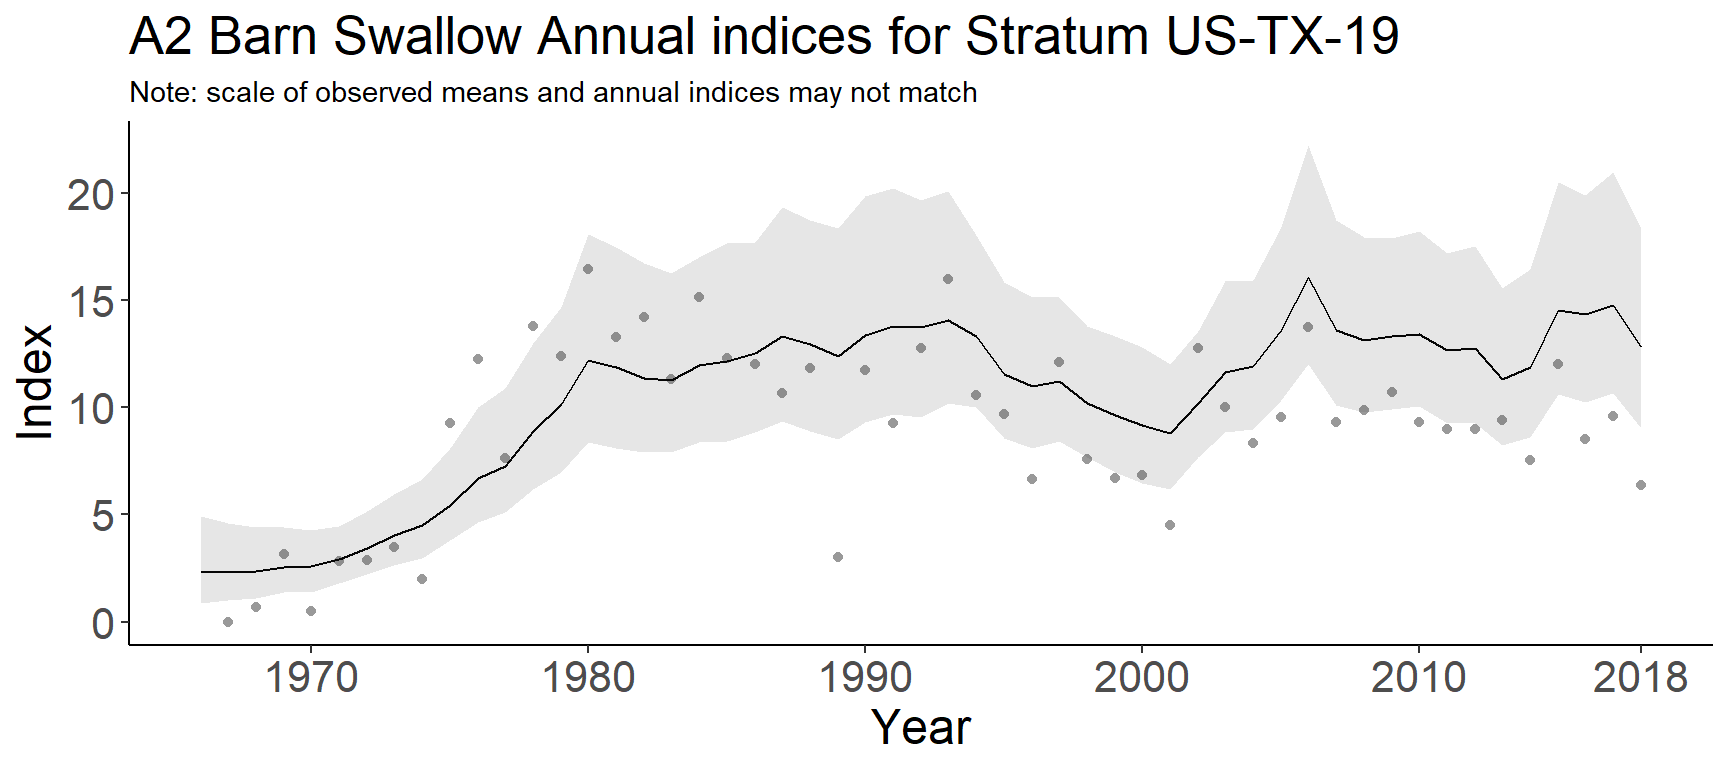 A2 Barn Swallow Annual indices for Stratum US-TX-19
Note: scale of observed means and annual indices may not match
20
15
10
5
0
Index
1970 1980 1990 2000 2010 2018
Year